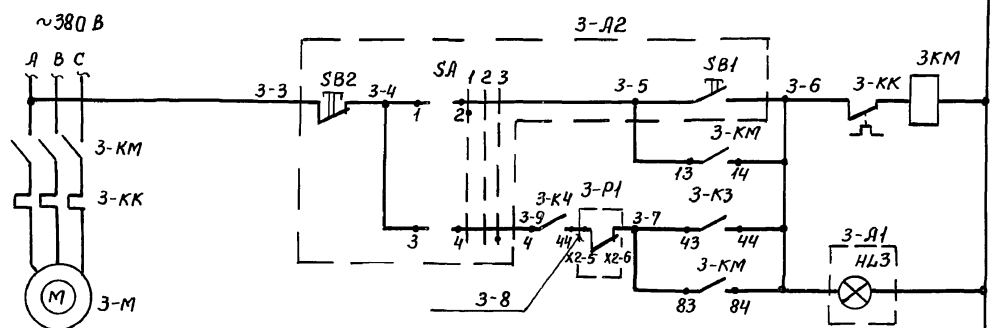 ~380 В
А В С
3-А2
3-3
SB2
3-4
SA
1 2 3
3-5
SB1
3-6
3-КК
3КМ
1
2
3-КМ
13 14
3-КМ
3-КК
3-К4
3-Р1
3-9
3-7
3-К3
3
4
4
44
Х2-5 Х2-6
43 44
3-КМ
83 84
3-А1
HL3
М
3-М
3-8